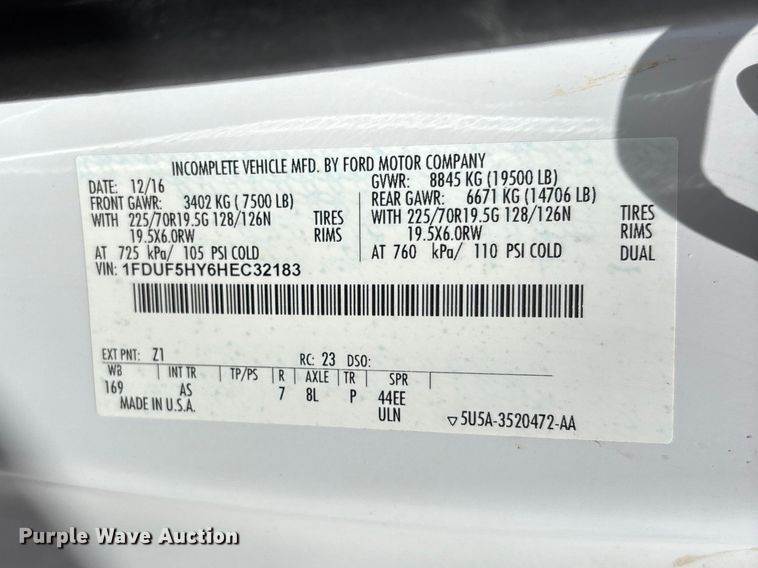 INCOMPLETE VEHICLE MFD. BY FORD MOTOR COMPANY
DATE: 12/16 GVWR: 8845 KG (19500 LB)
FRONT GAWR: 3402 KG ( 7500 LB) REAR GAWR: 6671 KG (14706 LB)
WITH 225/70R19.5G 128/126N TIRES WITH 225/70R19.5G 128/126N TIRES
19.5X6.0RW RIMS 19.5X6.0RW RIMS
AT 725 kPa/ 105 PSI COLD AT 760 kPa/ 110 PSI COLD DUAL
VIN: 1FDUF5HY6HEC32183
EXT PNT: Z1 RC: 23 DSO:
WB INT TR TP/PS R AXLE TR SPR
169 AS 7 8L P 44EE
MADE IN U.S.A. ULN ▽5U5A-3520472-AA
Purple Wave Auction